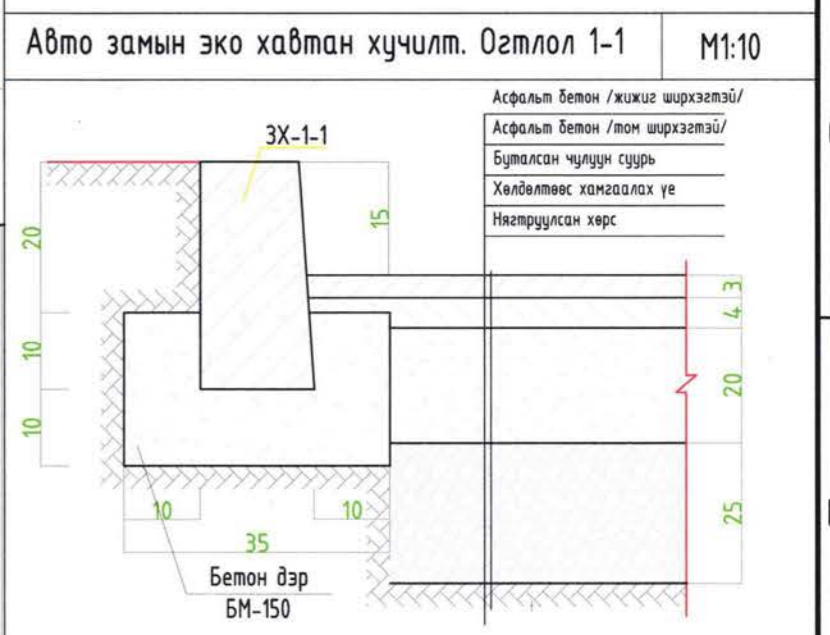 Авто замын эко хавтан хучилт. Огтлол 1-1
М1:10
Асфальт бетон /жижиг ширхэгтэй/
Асфальт бетон /том ширхэгтэй/
Буталсан чулуун суурь
Хөлдөлтөөс хамгаалах үе
Нягтруулсан хөрс
ЗХ-1-1
20
15
3
4
10
20
10
25
10
10
35
Бетон дэр
БМ-150